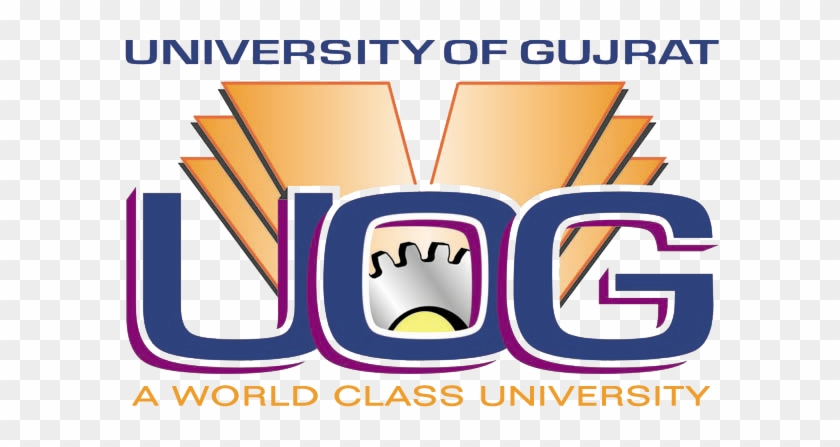 UNIVERSITY OF GUJRAT
UOG
A WORLD CLASS UNIVERSITY